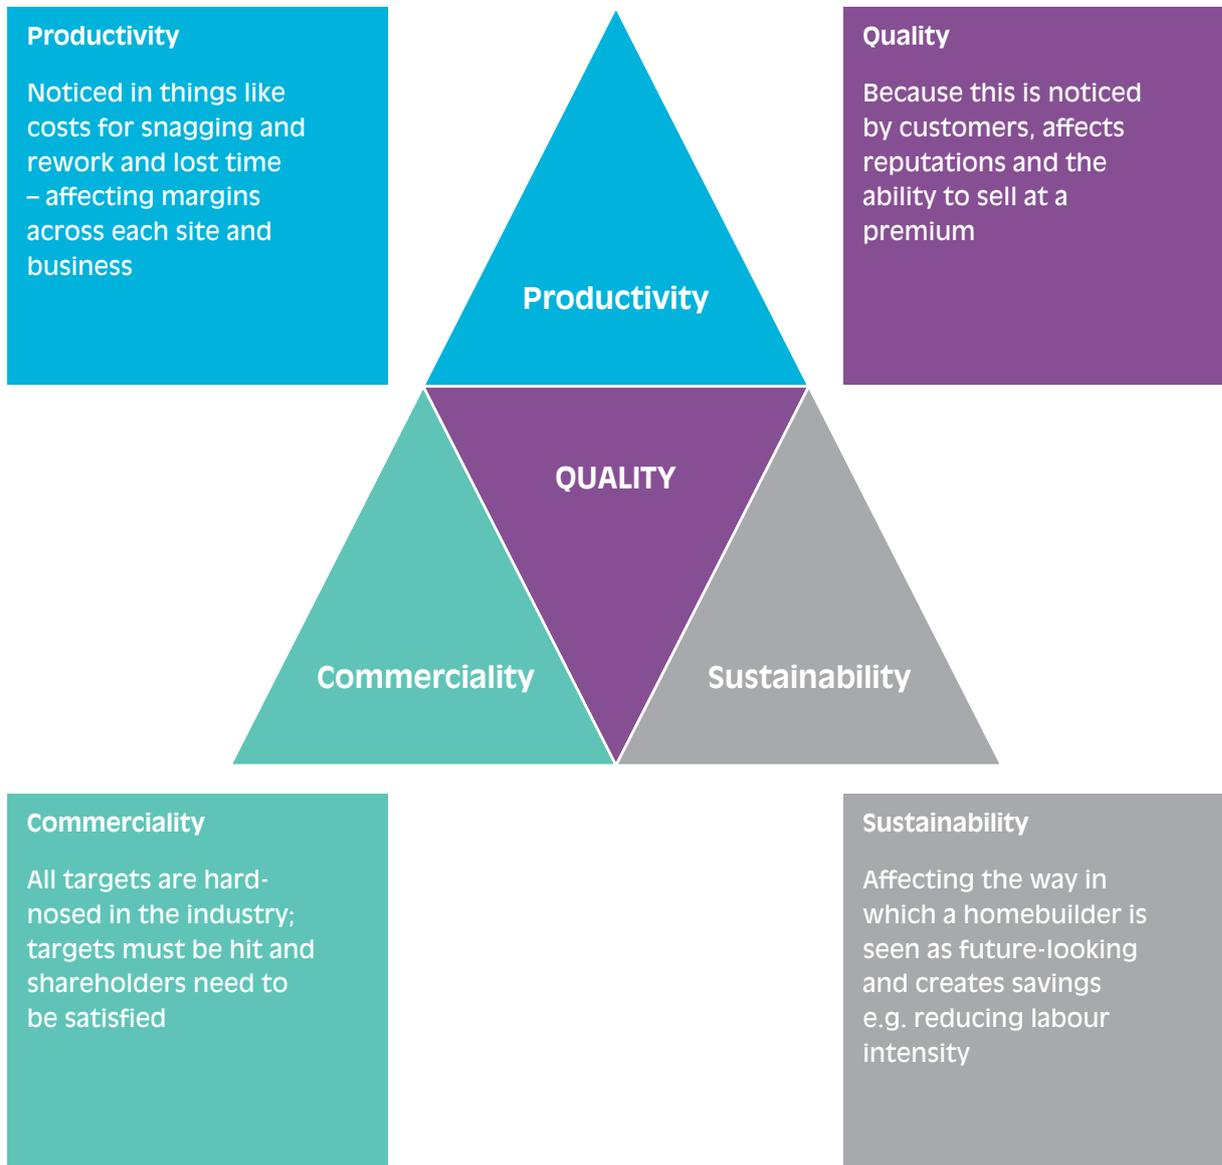 Productivity
Noticed in things like
costs for snagging and
rework and lost time
– affecting margins
across each site and
business
Quality
Because this is noticed
by customers, affects
reputations and the
ability to sell at a
premium
Productivity
QUALITY
Commerciality
Sustainability
Commerciality
All targets are hard-
nosed in the industry;
targets must be hit and
shareholders need to
be satisfied
Sustainability
Affecting the way in
which a homebuilder is
seen as future-looking
and creates savings
e.g. reducing labour
intensity